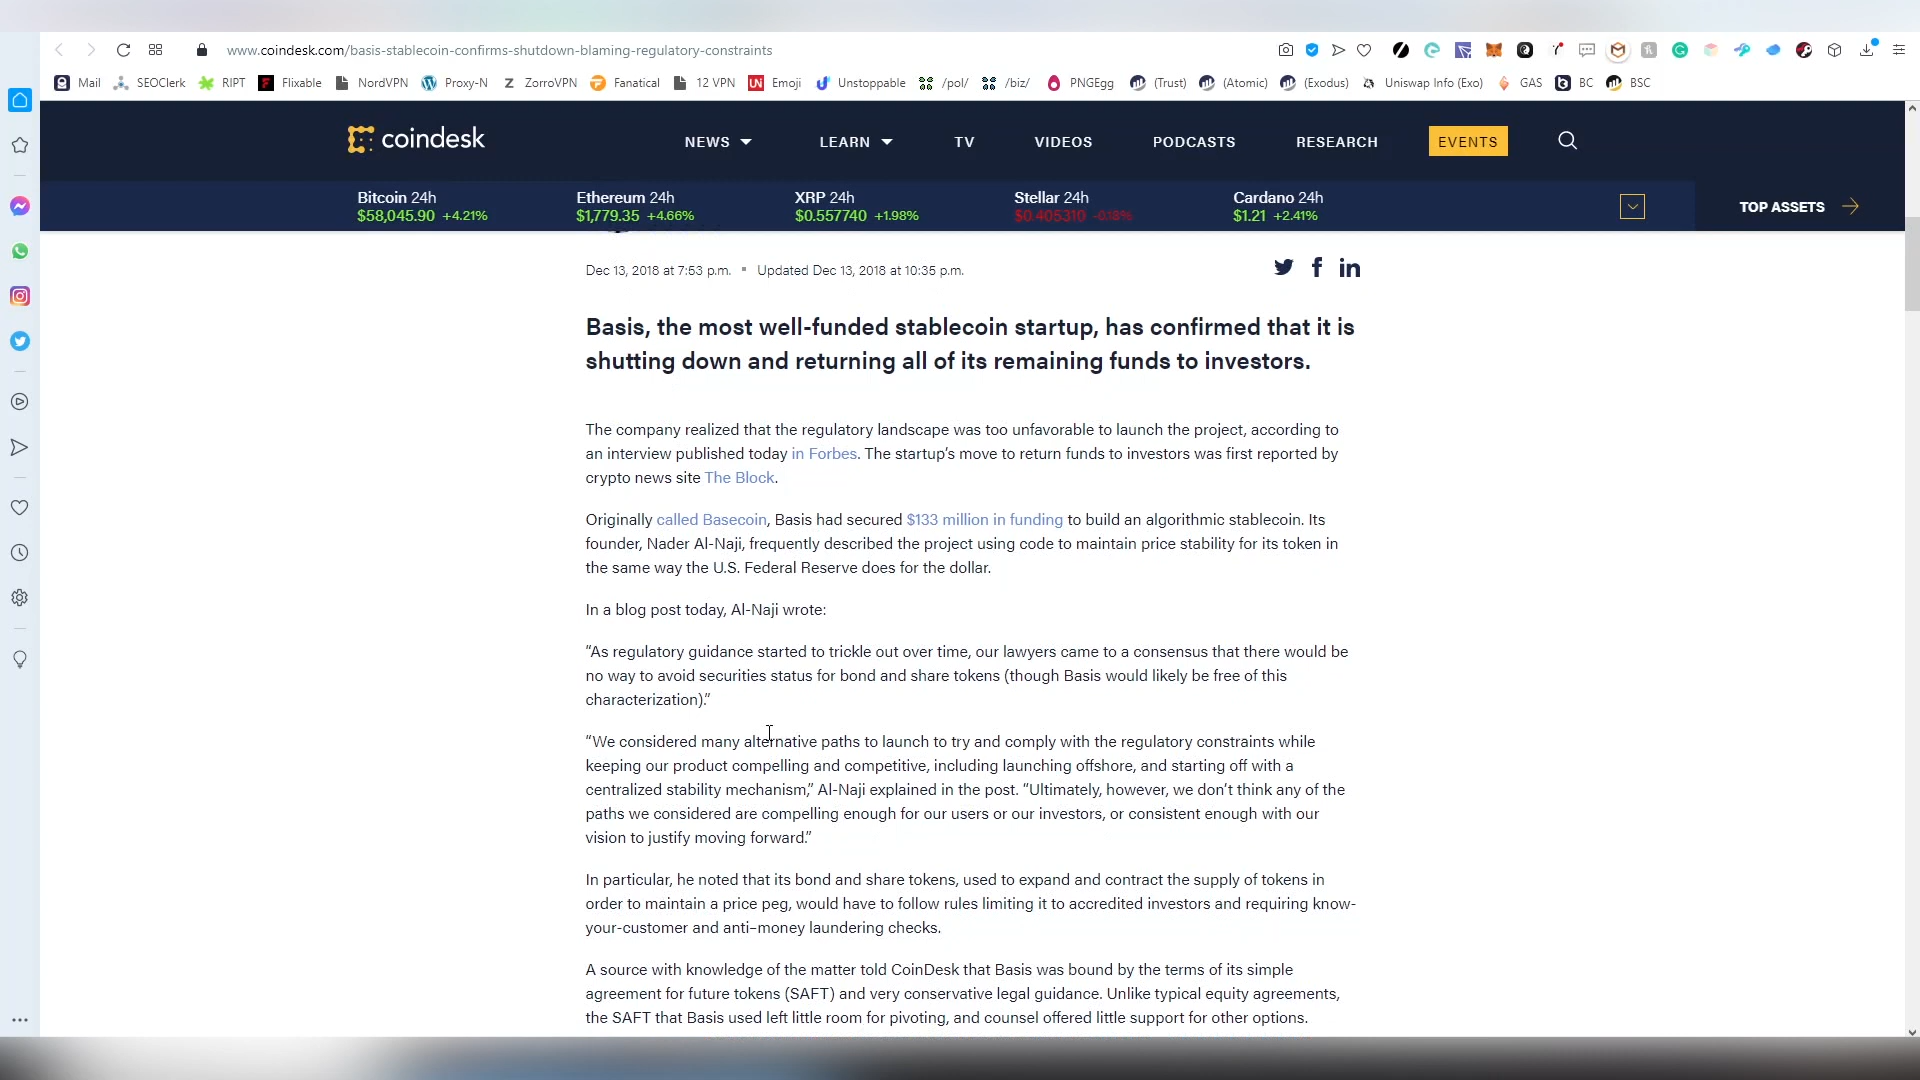 www.coindesk.com/basis-stablecoin-confirms-shutdown-blaming-regulatory-constraints
Mail SEOClerk RIPT Flixable NordVPN Proxy-N ZorroVPN Fanatical 12 VPN Emoji Unstoppable /pol/ /biz/ PNGEgg (Trust) (Atomic) (Exodus) Uniswap Info (Exo) GAS BC BSC
coindesk NEWS LEARN TV VIDEOS PODCASTS RESEARCH EVENTS
Bitcoin 24h Ethereum 24h XRP 24h Stellar 24h Cardano 24h
$58,045.90 +4.21% $1,779.35 +4.66% $0.557740 +1.98% $0.405310 -0.18% $1.21 +2.41%
TOP ASSETS
Dec 13, 2018 at 7:53 p.m. ▪ Updated Dec 13, 2018 at 10:35 p.m.
Basis, the most well-funded stablecoin startup, has confirmed that it is
shutting down and returning all of its remaining funds to investors.
The company realized that the regulatory landscape was too unfavorable to launch the project, according to
an interview published today in Forbes. The startup’s move to return funds to investors was first reported by
crypto news site The Block.
Originally called Basecoin, Basis had secured $133 million in funding to build an algorithmic stablecoin. Its
founder, Nader Al-Naji, frequently described the project using code to maintain price stability for its token in
the same way the U.S. Federal Reserve does for the dollar.
In a blog post today, Al-Naji wrote:
“As regulatory guidance started to trickle out over time, our lawyers came to a consensus that there would be
no way to avoid securities status for bond and share tokens (though Basis would likely be free of this
characterization).”
“We considered many alternative paths to launch to try and comply with the regulatory constraints while
keeping our product compelling and competitive, including launching offshore, and starting off with a
centralized stability mechanism,” Al-Naji explained in the post. “Ultimately, however, we don’t think any of the
paths we considered are compelling enough for our users or our investors, or consistent enough with our
vision to justify moving forward.”
In particular, he noted that its bond and share tokens, used to expand and contract the supply of tokens in
order to maintain a price peg, would have to follow rules limiting it to accredited investors and requiring know-
your-customer and anti–money laundering checks.
A source with knowledge of the matter told CoinDesk that Basis was bound by the terms of its simple
agreement for future tokens (SAFT) and very conservative legal guidance. Unlike typical equity agreements,
the SAFT that Basis used left little room for pivoting, and counsel offered little support for other options.